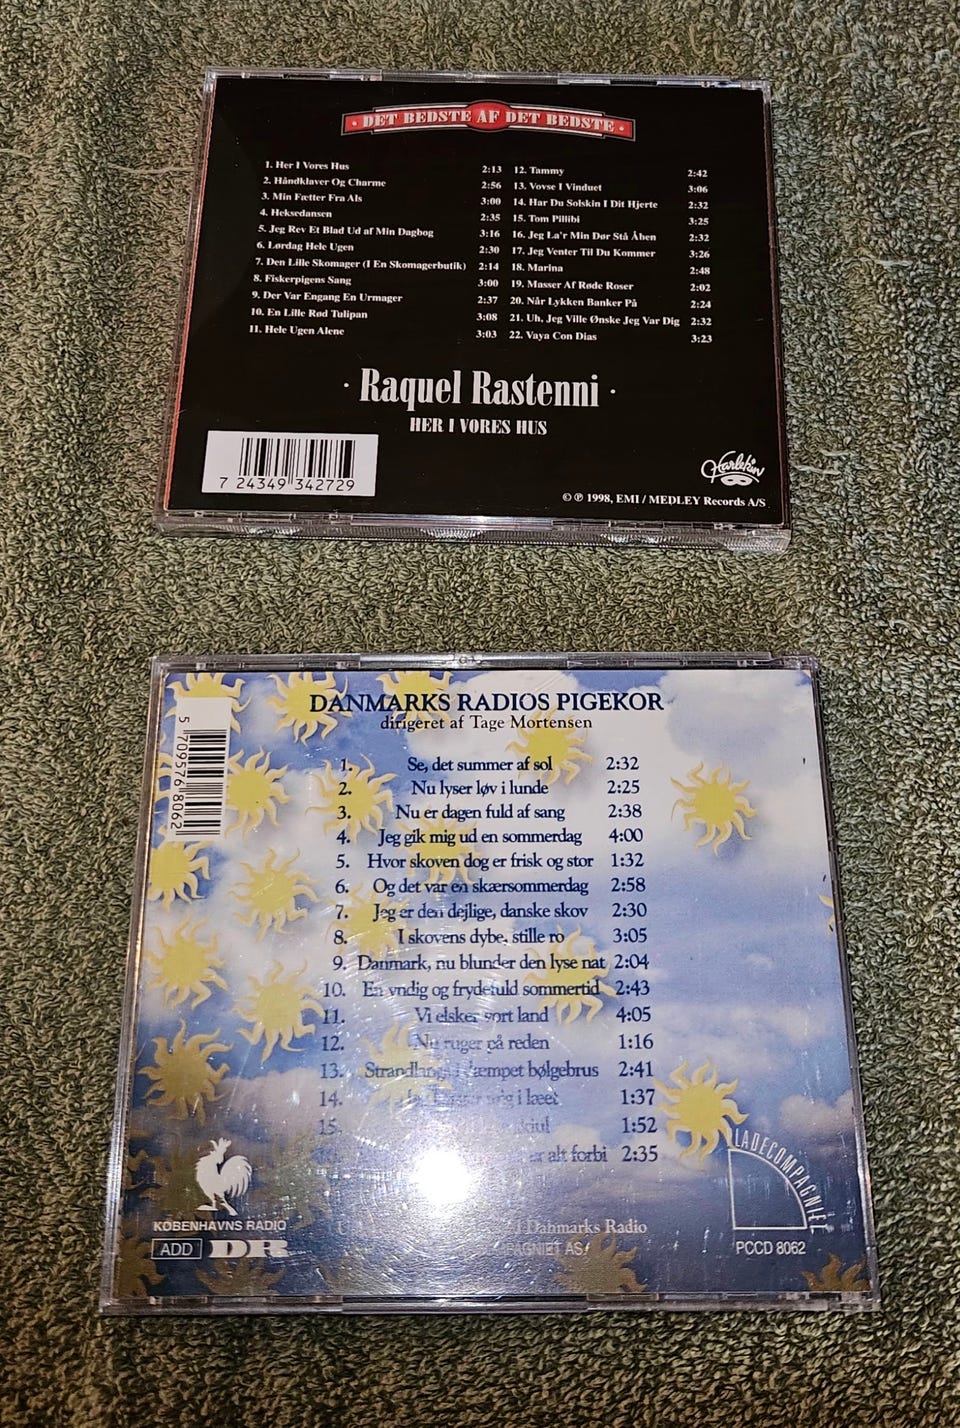 · DET BEDSTE AF DET BEDSTE ·
1. Her I Vores Hus 2:13
2. Håndklaver Og Charme 2:56
3. Min Fætter Fra Als 3:00
4. Heksedansen 2:35
5. Jeg Rev Et Blad Ud af Min Dagbog 3:16
6. Lørdag Hele Ugen 2:30
7. Den Lille Skomager (I En Skomagerbutik) 2:14
8. Fiskerpigens Sang 3:00
9. Der Var Engang En Urmager 2:37
10. En Lille Rød Tulipan 3:08
11. Hele Ugen Alene 3:03
12. Tammy 2:42
13. Vovse I Vinduet 3:06
14. Har Du Solskin I Dit Hjerte 2:32
15. Tom Pillibi 3:25
16. Jeg La'r Min Dør Stå Åben 2:32
17. Jeg Venter Til Du Kommer 3:26
18. Marina 2:48
19. Masser Af Røde Roser 2:02
20. Når Lykken Banker På 2:24
21. Uh, Jeg Ville Ønske Jeg Var Dig 2:32
22. Vaya Con Dias 3:23
· Raquel Rastenni ·
HER I VORES HUS
7 24349 342729
Harlekin
© ℗ 1998, EMI / MEDLEY Records A/S
DANMARKS RADIOS PIGEKOR
dirigeret af Tage Mortensen
5 709576 8062
1. Se, det summer af sol 2:32
2. Nu lyser løv i lunde 2:25
3. Nu er dagen fuld af sang 2:38
4. Jeg gik mig ud en sommerdag 4:00
5. Hvor skoven dog er frisk og stor 1:32
6. Og det var en skærsommerdag 2:58
7. Jeg er den dejlige, danske skov 2:30
8. I skovens dybe, stille ro 3:05
9. Danmark, nu blunder den lyse nat 2:04
10. En yndig og frydefuld sommertid 2:43
11. Vi elsker vort land 4:05
12. Nu ruger på reden 1:16
13. bølgebrus 2:41
14. i læet 1:37
15. 1:52
er alt forbi 2:35
KØBENHAVNS RADIO
ADD DR
Danmarks Radio
AS
PLADECOMPAGNIET
PCCD 8062